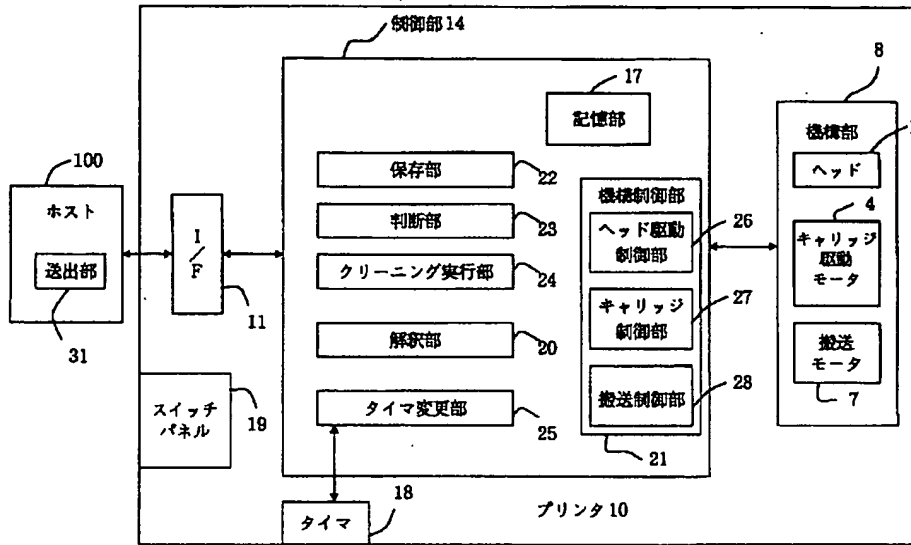 制御部14
8
17
記憶部
機構部
100
ヘッド
保存部
22
機構制御部
ホスト
I
/
F
判断部
23
ヘッド駆動
制御部
26
4
キャリッジ
駆動
モータ
送出部
クリーニング実行部
24
31
11
キャリッジ
制御部
27
解釈部
20
搬送
モータ
スイッチ
パネル
19
搬送制御部
28
7
タイマ変更部
25
21
18
タイマ
プリンタ10